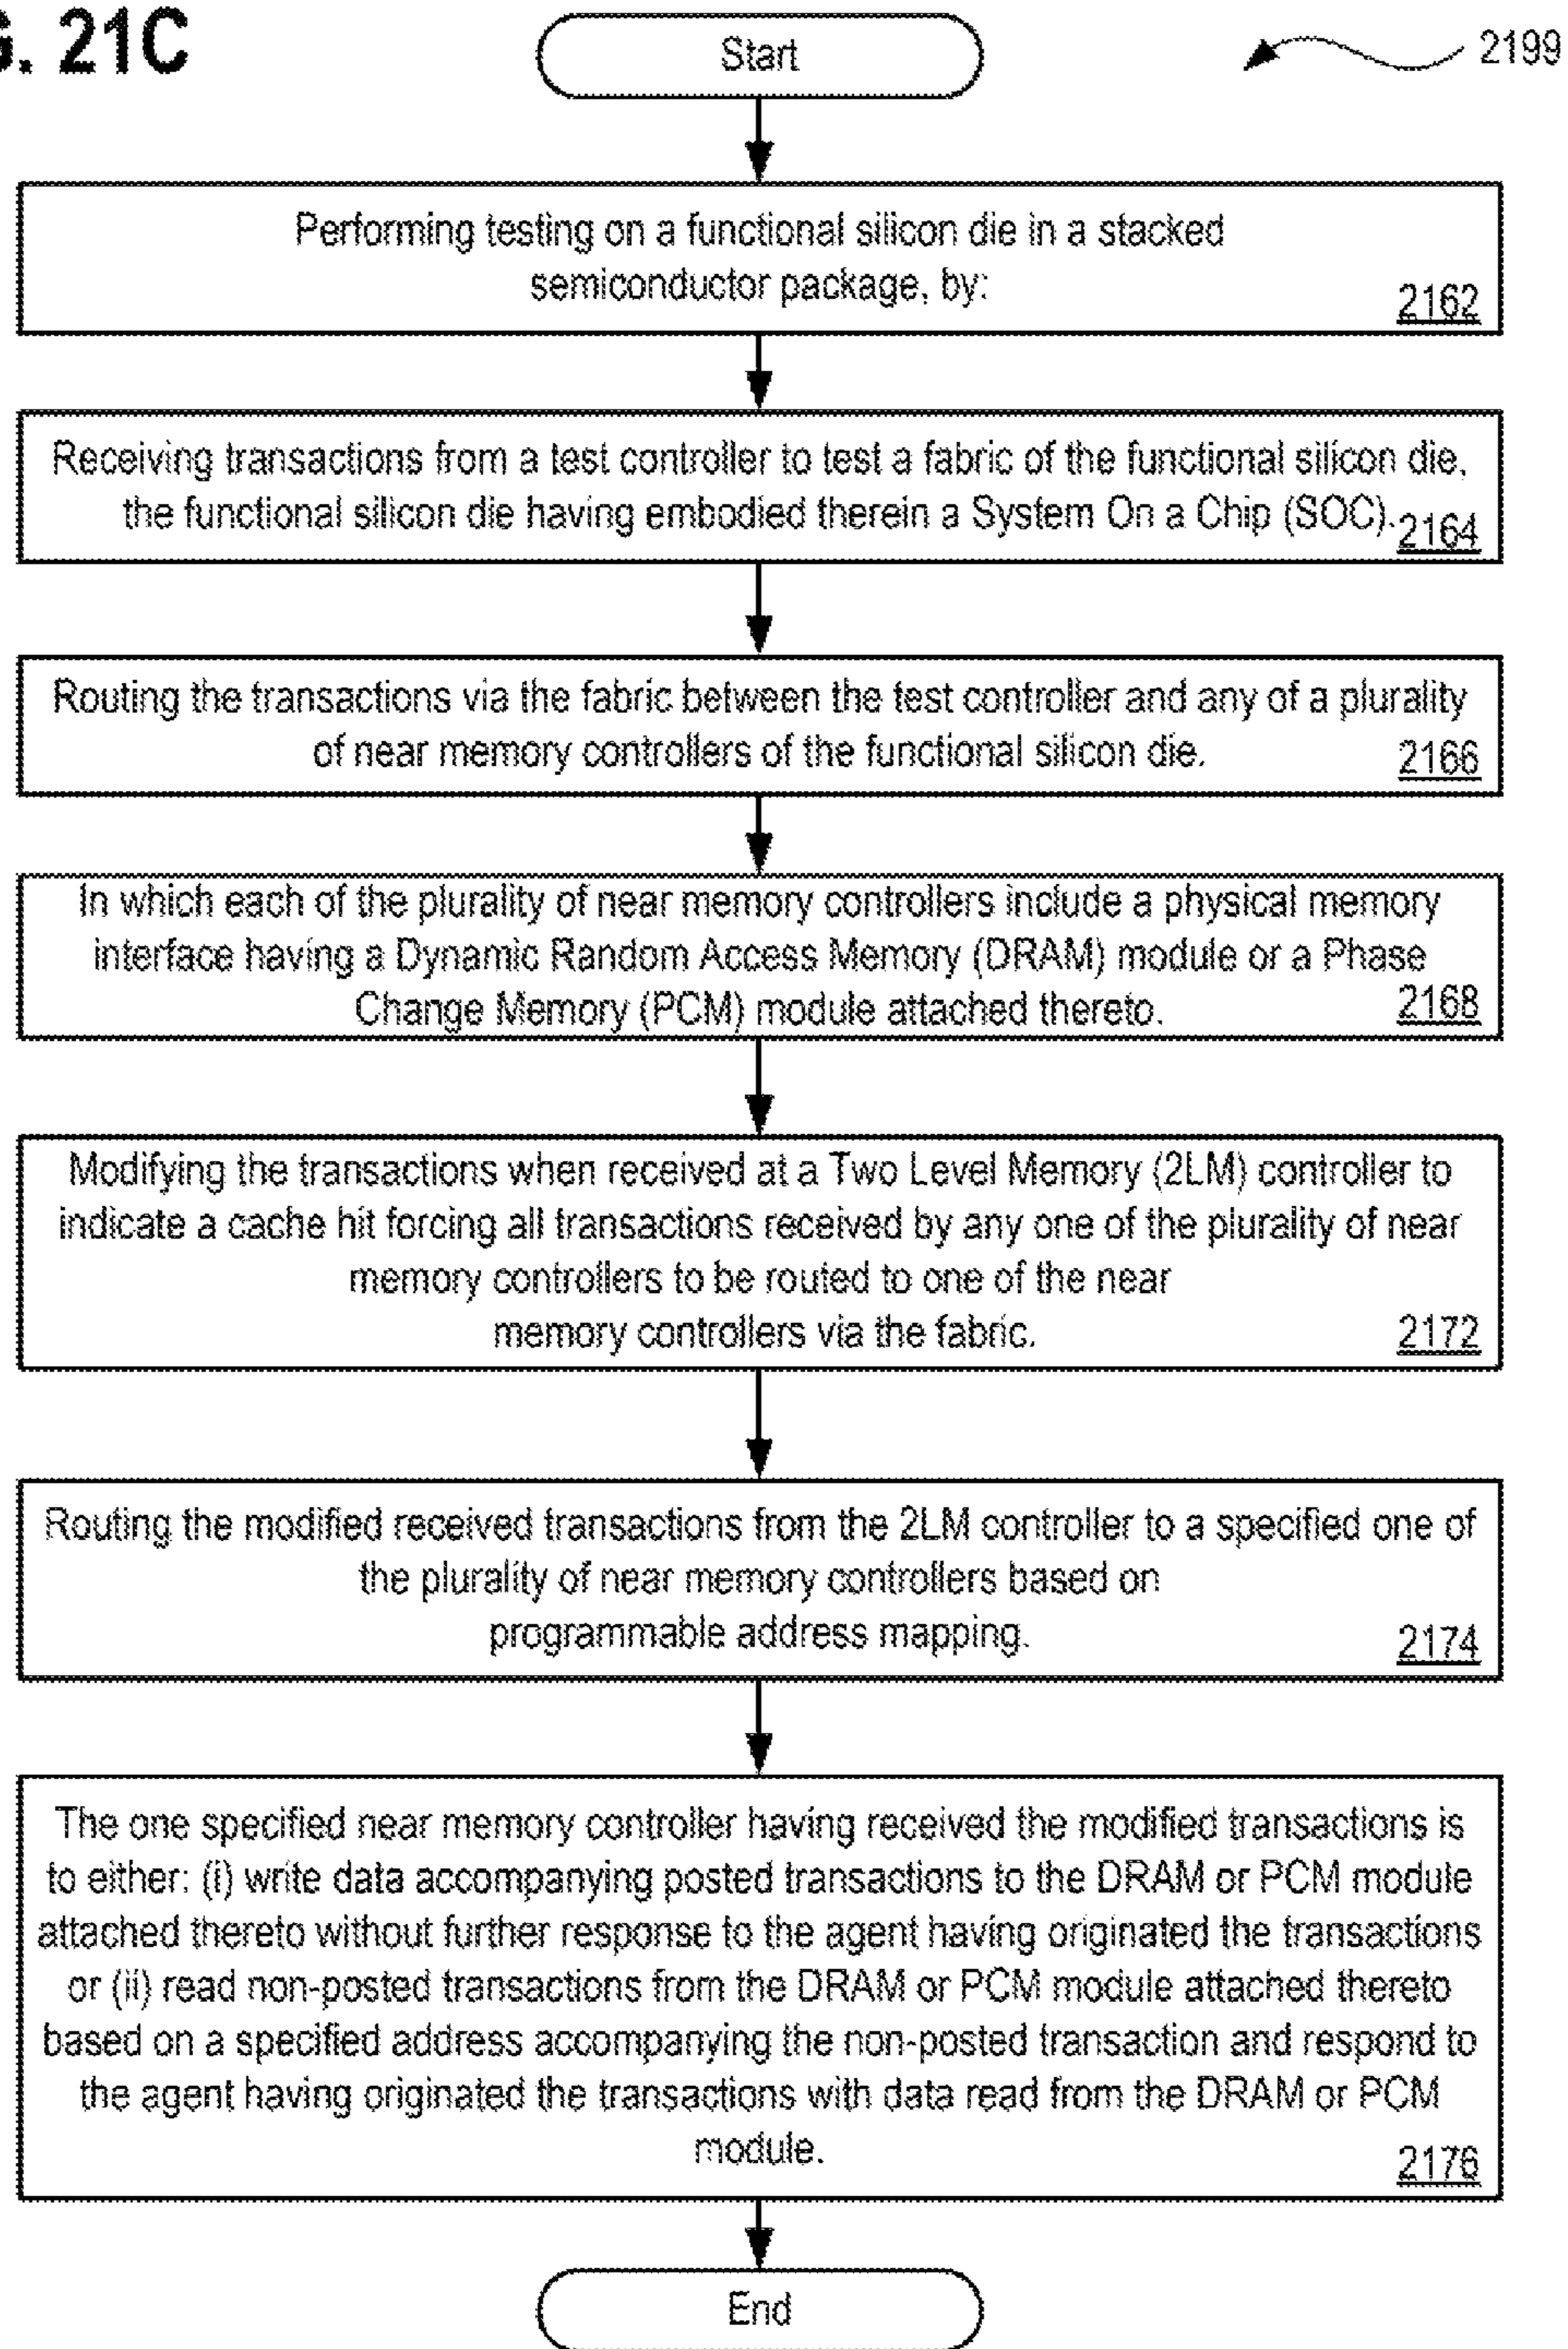 G. 21C
Start
2199
Performing testing on a functional silicon die in a stacked
semiconductor package, by:
2162
Receiving transactions from a test controller to test a fabric of the functional silicon die,
the functional silicon die having embodied therein a System On a Chip (SOC).
2164
Routing the transactions via the fabric between the test controller and any of a plurality
of near memory controllers of the functional silicon die.
2166
In which each of the plurality of near memory controllers include a physical memory
interface having a Dynamic Random Access Memory (DRAM) module or a Phase
Change Memory (PCM) module attached thereto.
2168
Modifying the transactions when received at a Two Level Memory (2LM) controller to
indicate a cache hit forcing all transactions received by any one of the plurality of near
memory controllers to be routed to one of the near
memory controllers via the fabric.
2172
Routing the modified received transactions from the 2LM controller to a specified one of
the plurality of near memory controllers based on
programmable address mapping.
2174
The one specified near memory controller having received the modified transactions is
to either: (i) write data accompanying posted transactions to the DRAM or PCM module
attached thereto without further response to the agent having originated the transactions
or (ii) read non-posted transactions from the DRAM or PCM module attached thereto
based on a specified address accompanying the non-posted transaction and respond to
the agent having originated the transactions with data read from the DRAM or PCM
module.
2176
End